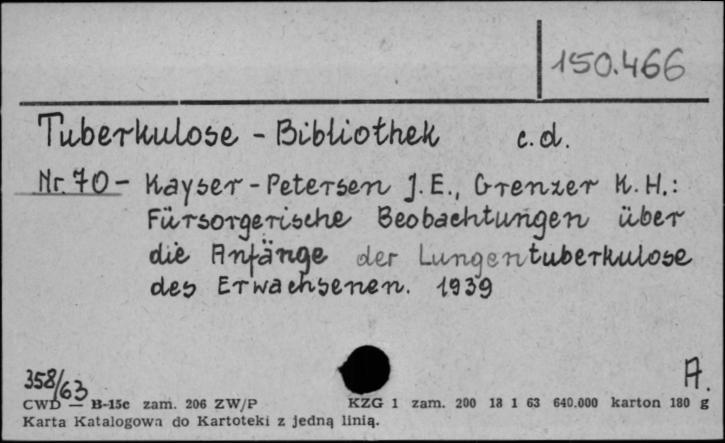 150.466
Tuberkulose - Bibliothek c.d.
Nr. 70 - Kayser-Petersen J.E., Grenzer K.H.:
Fürsorgerische Beobachtungen über
die Anfänge der Lungentuberkulose
des Erwachsenen. 1939
358/63
A.
CWD — B-15c zam. 206 ZW/P KZG 1 zam. 200 18 1 63 640.000 karton 180 g
Karta Katalogowa do Kartoteki z jedną linią.